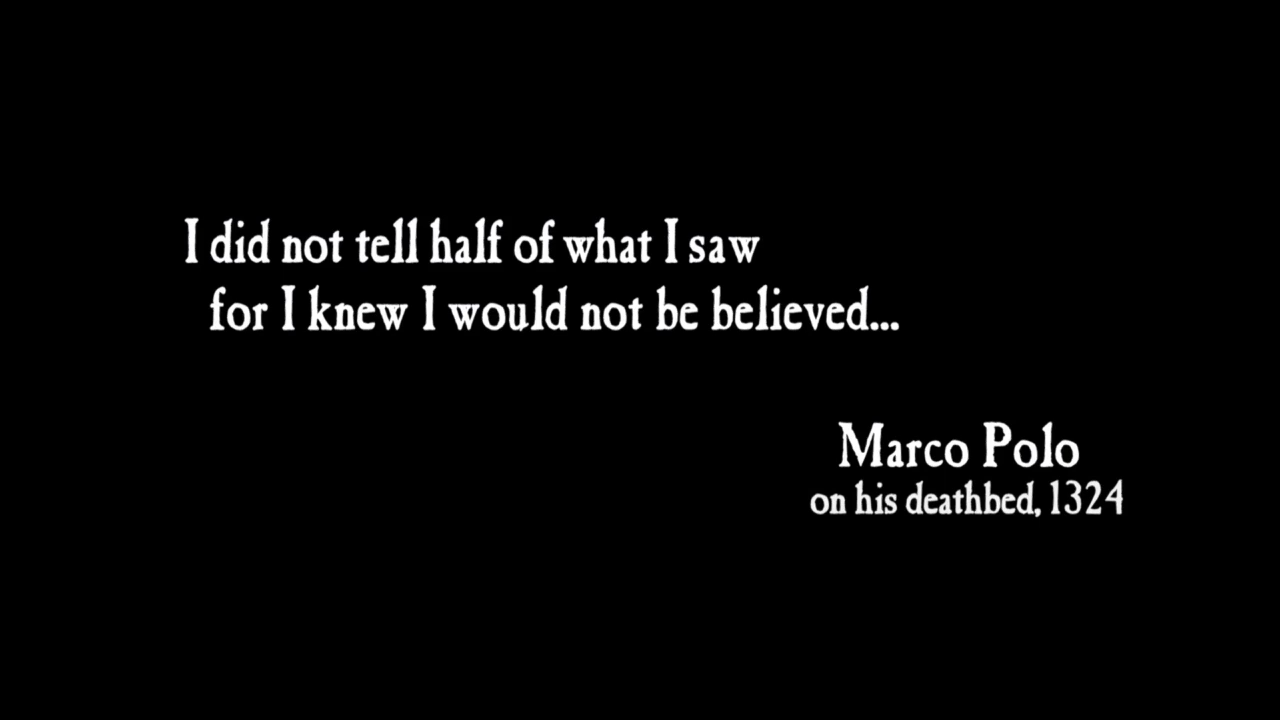 I did not tell half of what I saw
for I knew I would not be believed...
Marco Polo
on his deathbed, 1324